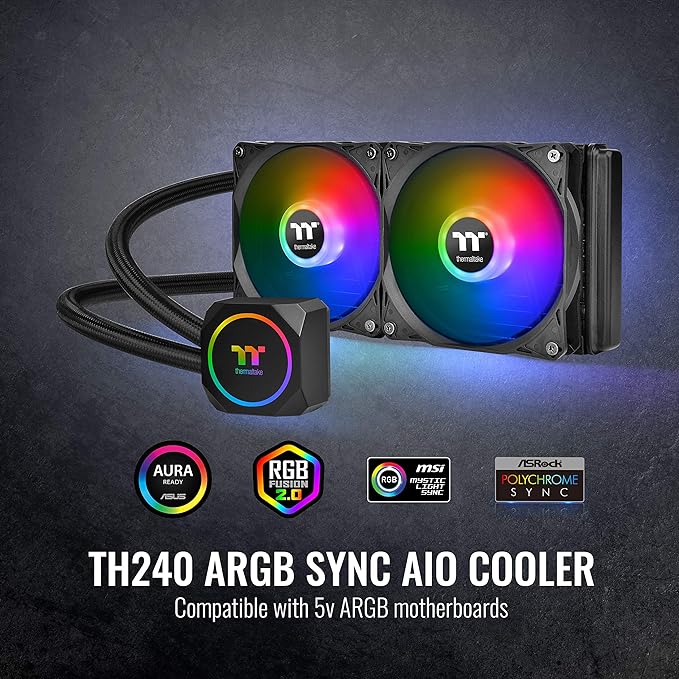 thermaltake
thermaltake
thermaltake
AURA
READY
ASUS
RGB
FUSION
2.0
RGB
msi
MYSTIC
LIGHT
SYNC
ASRock
POLYCHROME
SYNC
TH240 ARGB SYNC AIO COOLER
Compatible with 5v ARGB motherboards